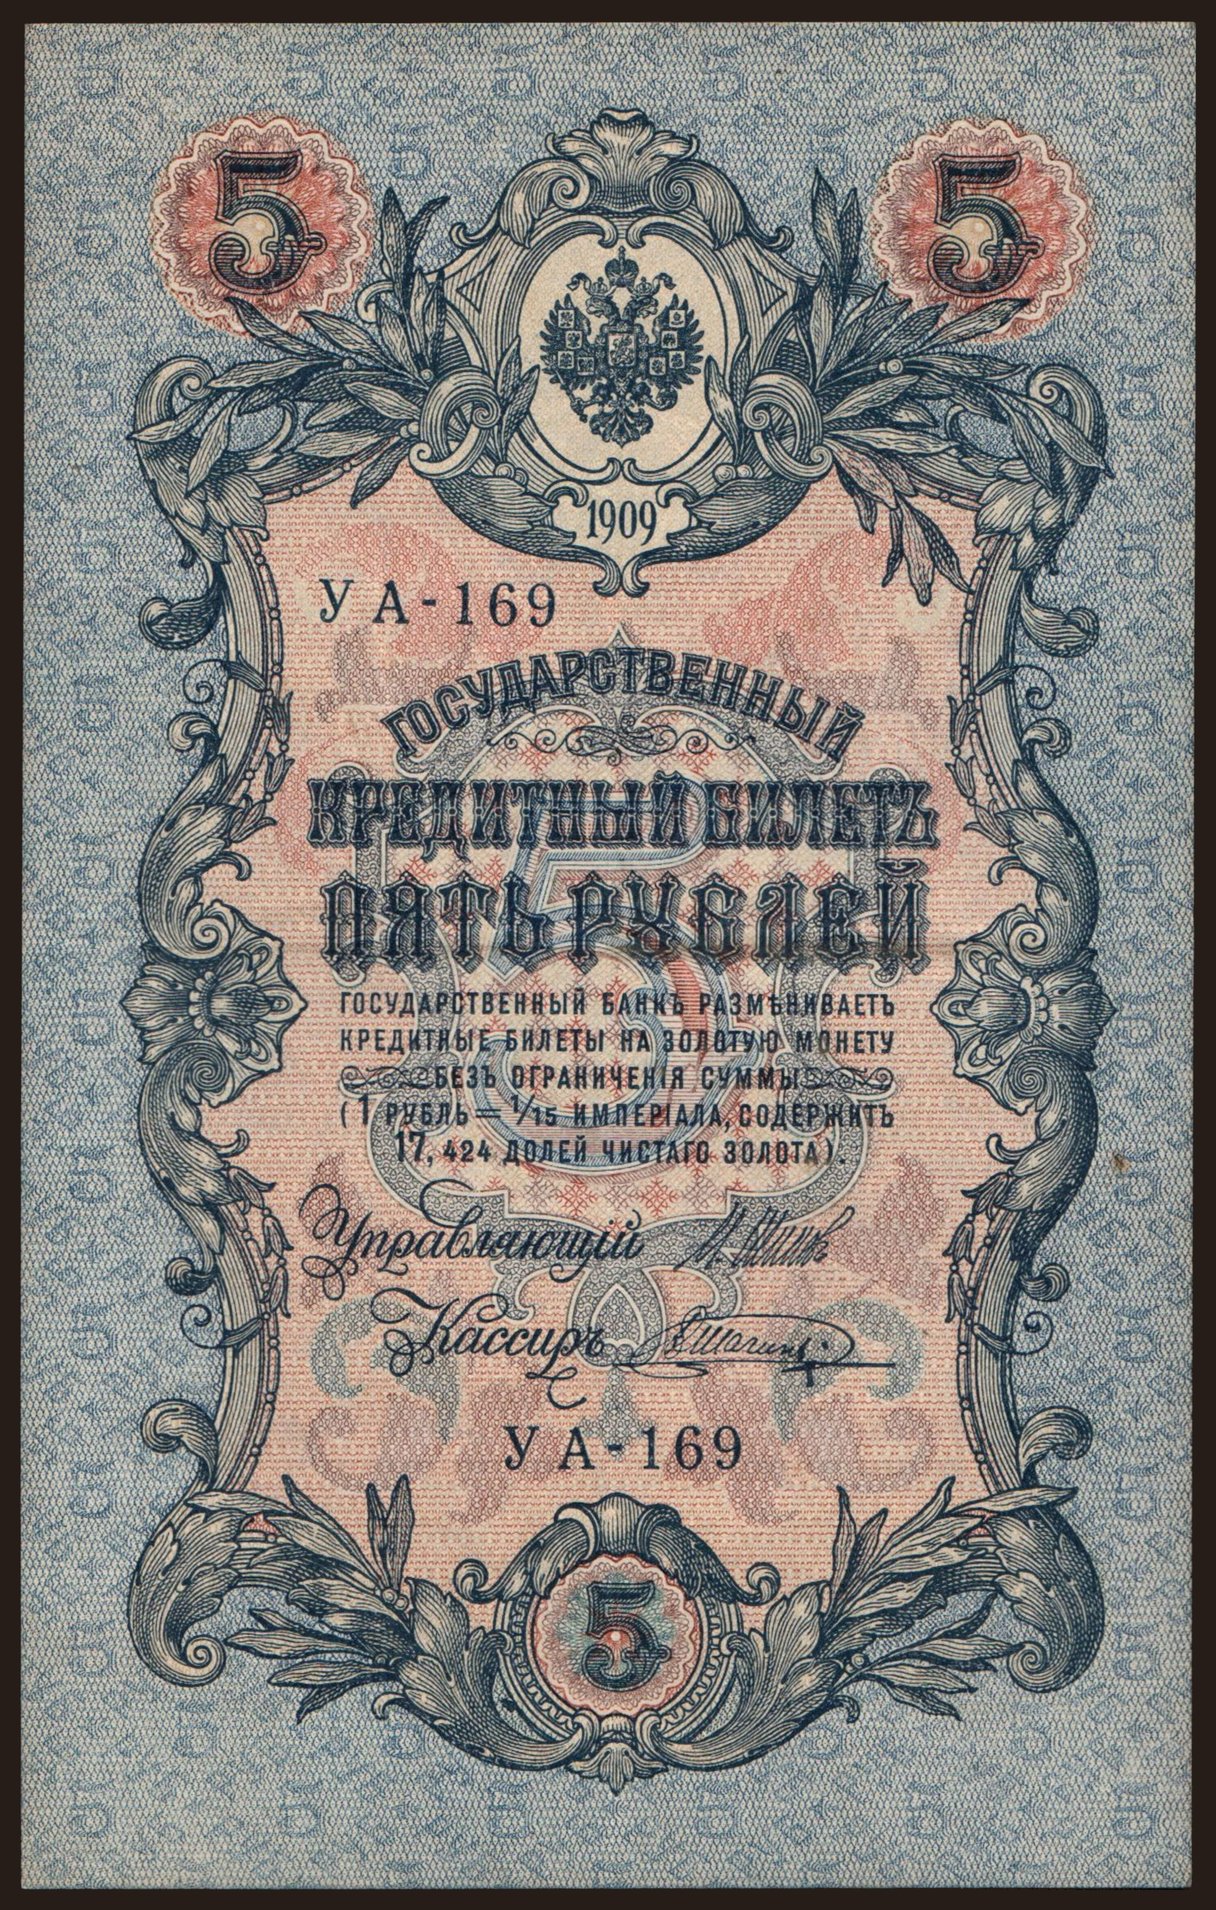 5 5
1909
УА-169
ГОСУДАРСТВЕННЫЙ
КРЕДИТНЫЙ БИЛЕТЪ
ПЯТЬ РУБЛЕЙ
ГОСУДАРСТВЕННЫЙ БАНКЪ РАЗМѢНИВАЕТЪ
КРЕДИТНЫЕ БИЛЕТЫ НА ЗОЛОТУЮ МОНЕТУ
БЕЗЪ ОГРАНИЧЕНІЯ СУММЫ
(1 РУБЛЬ = 1/15 ИМПЕРІАЛА, СОДЕРЖИТЪ
17,424 ДОЛЕЙ ЧИСТАГО ЗОЛОТА).
Управляющій И. Шипов
Кассиръ
УА-169
5